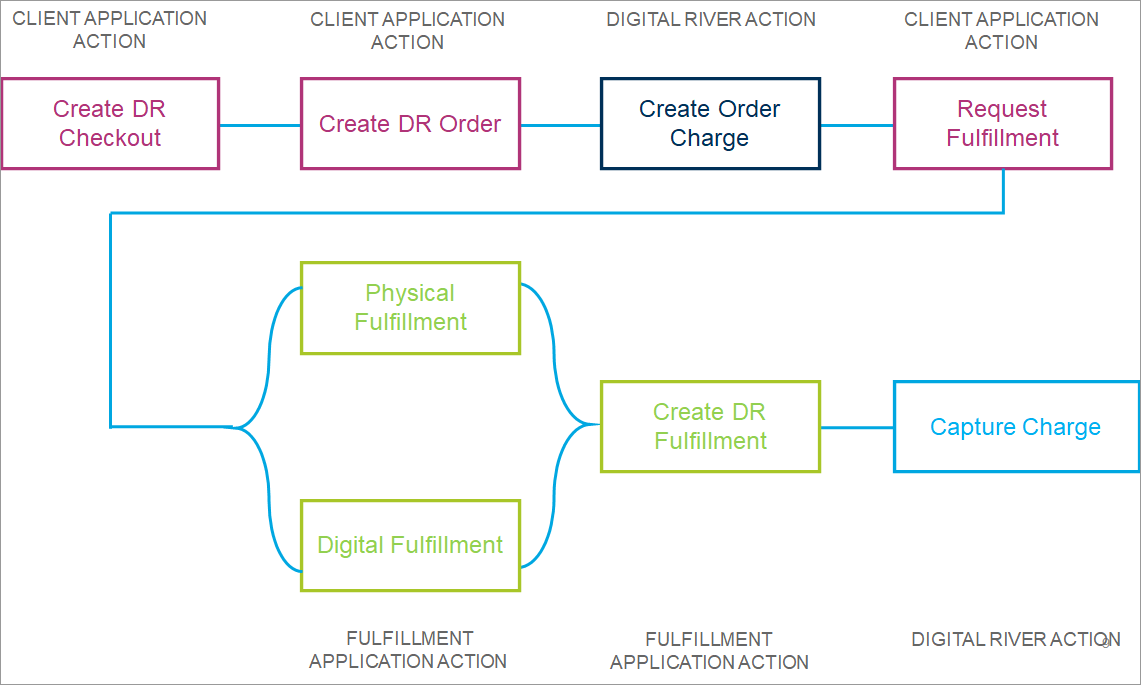 CLIENT APPLICATION
ACTION
CLIENT APPLICATION
ACTION
DIGITAL RIVER ACTION
CLIENT APPLICATION
ACTION
Create DR
Checkout
Create DR Order
Create Order
Charge
Request
Fulfillment
Physical
Fulfillment
Create DR
Fulfillment
Capture Charge
Digital Fulfillment
FULFILLMENT
APPLICATION ACTION
FULFILLMENT
APPLICATION ACTION
DIGITAL RIVER ACTION